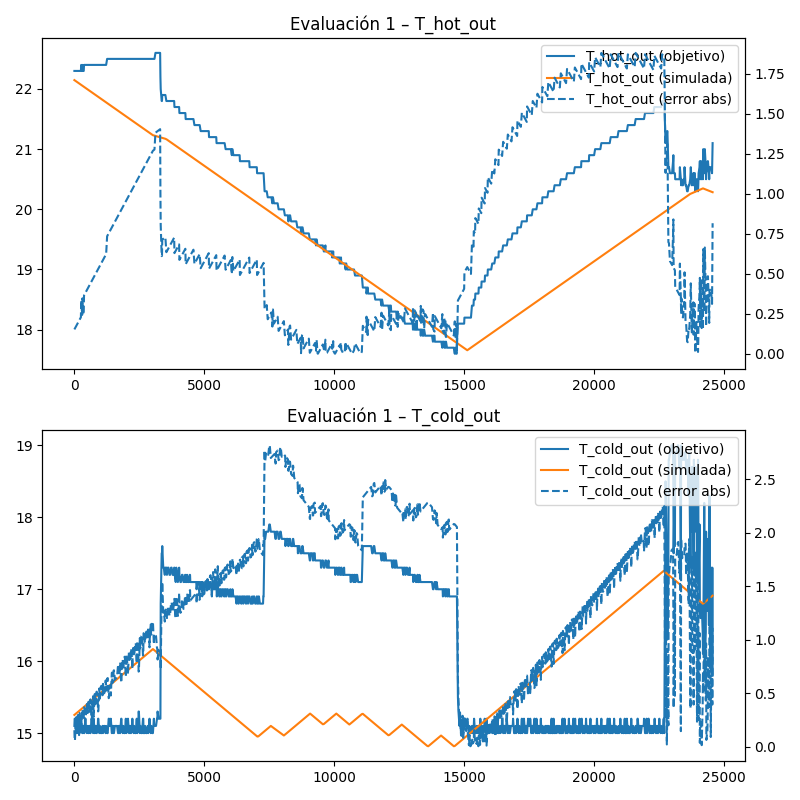 Evaluación 1 – T_hot_out
T_hot_out (objetivo)
T_hot_out (simulada)
T_hot_out (error abs)
22
21
20
19
18
1.75
1.50
1.25
1.00
0.75
0.50
0.25
0.00
0 5000 10000 15000 20000 25000
Evaluación 1 – T_cold_out
T_cold_out (objetivo)
T_cold_out (simulada)
T_cold_out (error abs)
19
18
17
16
15
2.5
2.0
1.5
1.0
0.5
0.0
0 5000 10000 15000 20000 25000